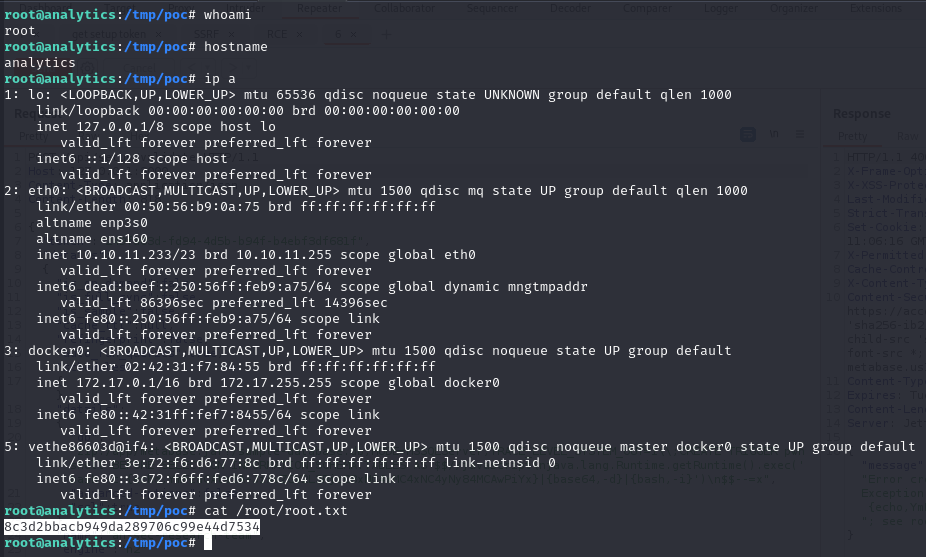 root@analytics:/tmp/poc# whoami
root
root@analytics:/tmp/poc# hostname
analytics
root@analytics:/tmp/poc# ip a
1: lo: <LOOPBACK,UP,LOWER_UP> mtu 65536 qdisc noqueue state UNKNOWN group default qlen 1000
    link/loopback 00:00:00:00:00:00 brd 00:00:00:00:00:00
    inet 127.0.0.1/8 scope host lo
       valid_lft forever preferred_lft forever
    inet6 ::1/128 scope host
       valid_lft forever preferred_lft forever
2: eth0: <BROADCAST,MULTICAST,UP,LOWER_UP> mtu 1500 qdisc mq state UP group default qlen 1000
    link/ether 00:50:56:b9:0a:75 brd ff:ff:ff:ff:ff:ff
    altname enp3s0
    altname ens160
    inet 10.10.11.233/23 brd 10.10.11.255 scope global eth0
       valid_lft forever preferred_lft forever
    inet6 dead:beef::250:56ff:feb9:a75/64 scope global dynamic mngtmpaddr
       valid_lft 86396sec preferred_lft 14396sec
    inet6 fe80::250:56ff:feb9:a75/64 scope link
       valid_lft forever preferred_lft forever
3: docker0: <BROADCAST,MULTICAST,UP,LOWER_UP> mtu 1500 qdisc noqueue state UP group default
    link/ether 02:42:31:f7:84:55 brd ff:ff:ff:ff:ff:ff
    inet 172.17.0.1/16 brd 172.17.255.255 scope global docker0
       valid_lft forever preferred_lft forever
    inet6 fe80::42:31ff:fef7:8455/64 scope link
       valid_lft forever preferred_lft forever
5: vethe86603d@if4: <BROADCAST,MULTICAST,UP,LOWER_UP> mtu 1500 qdisc noqueue master docker0 state UP group default
    link/ether 3e:72:f6:d6:77:8c brd ff:ff:ff:ff:ff:ff link-netnsid 0
    inet6 fe80::3c72:f6ff:fed6:778c/64 scope link
       valid_lft forever preferred_lft forever
root@analytics:/tmp/poc# cat /root/root.txt
8c3d2bbacb949da289706c99e44d7534
root@analytics:/tmp/poc#
Response
Pretty
Raw